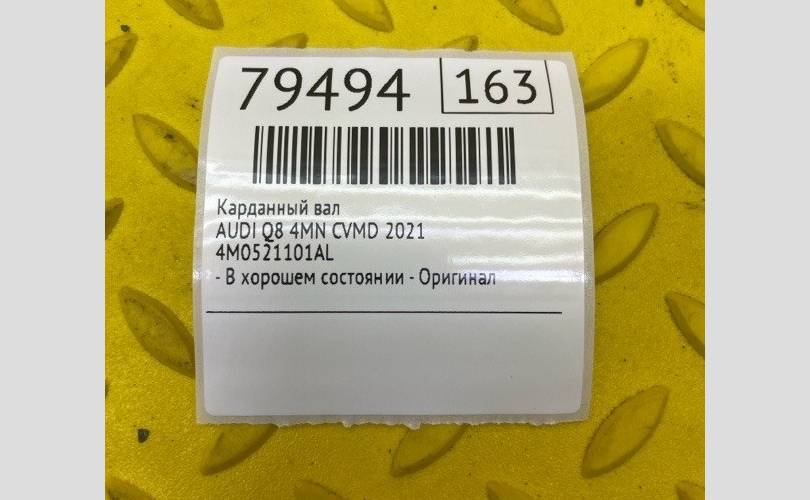 79494 163
Карданный вал
AUDI Q8 4MN CVMD 2021
4M0521101AL
- В хорошем состоянии - Оригинал